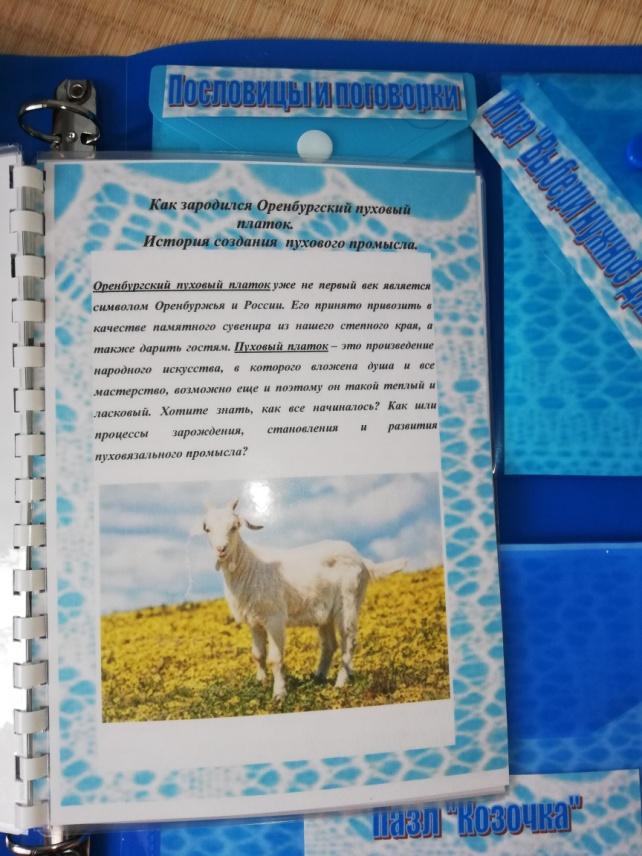 Пословицы и поговорки
Игра "Выбери нужное
Как зародился Оренбургский пуховый
платок.
История создания пухового промысла.
Оренбургский пуховый платок уже не первый век является
символом Оренбуржья и России. Его принято привозить в
качестве памятного сувенира из нашего степного края, а
также дарить гостям. Пуховый платок – это произведение
народного искусства, в которого вложена душа и все
мастерство, возможно еще и поэтому он такой теплый и
ласковый. Хотите знать, как все начиналось? Как шли
процессы зарождения, становления и развития
пуховязального промысла?
пазл "Козочка"